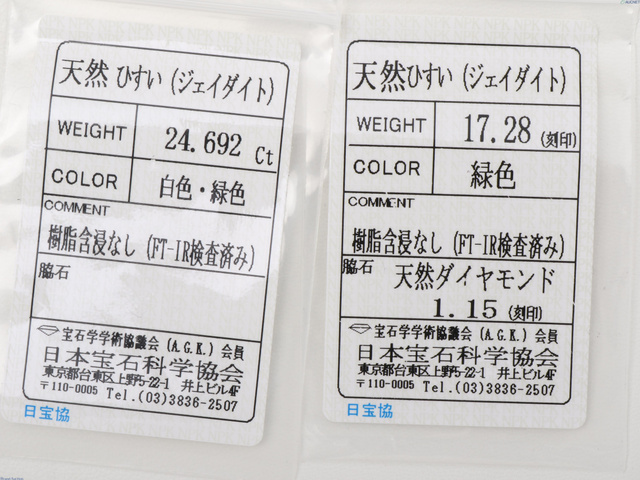 天然 ひすい (ジェイダイト)
WEIGHT 24.692 Ct
COLOR 白色・緑色
COMMENT
樹脂含浸なし (FT-IR検査済み)
脇石
宝石学学術協議会 (A.G.K.) 会員
日本宝石科学協会
東京都台東区上野5-22-1 井上ビル4F
〒110-0005 Tel.(03)3836-2507
日宝協
天然ひすい (ジェイダイト)
WEIGHT 17.28 (刻印)
COLOR 緑色
COMMENT
樹脂含浸なし (FT-IR検査済み)
脇石 天然ダイヤモンド
1.15 (刻印)
宝石学学術協議会 (A.G.K.) 会員
日本宝石科学協会
東京都台東区上野5-22-1 井上ビル4F
〒110-0005 Tel.(03)3836-2507
日宝協